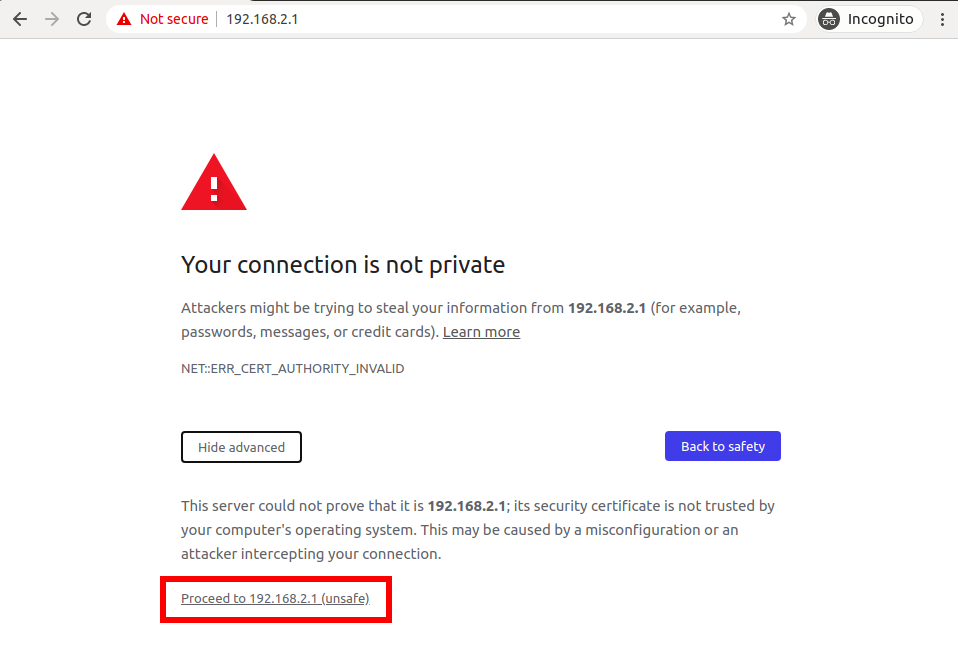 Not secure 192.168.2.1 Incognito
Your connection is not private
Attackers might be trying to steal your information from 192.168.2.1 (for example,
passwords, messages, or credit cards). Learn more
NET::ERR_CERT_AUTHORITY_INVALID
Hide advanced Back to safety
This server could not prove that it is 192.168.2.1; its security certificate is not trusted by
your computer's operating system. This may be caused by a misconfiguration or an
attacker intercepting your connection.
Proceed to 192.168.2.1 (unsafe)